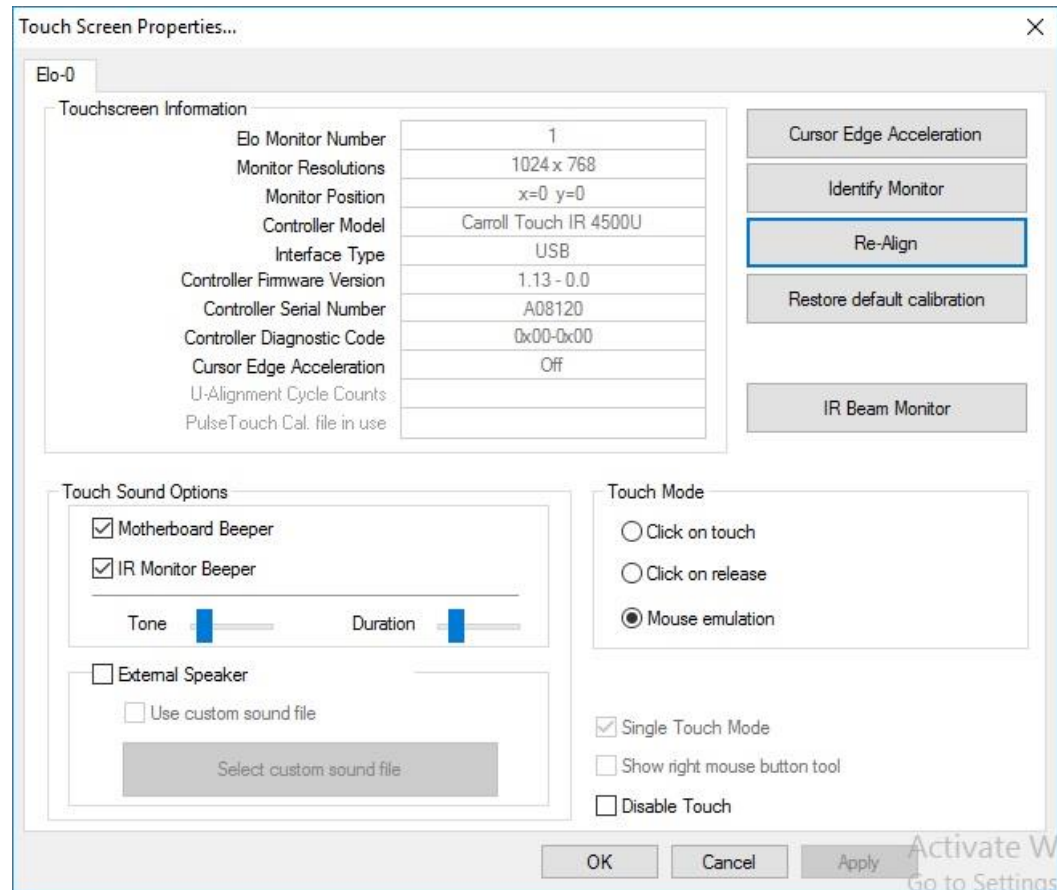 Touch Screen Properties...
Elo-0
Touchscreen Information
Elo Monitor Number 1
Monitor Resolutions 1024 x 768
Monitor Position x=0 y=0
Controller Model Carroll Touch IR 4500U
Interface Type USB
Controller Firmware Version 1.13 - 0.0
Controller Serial Number A08120
Controller Diagnostic Code 0x00-0x00
Cursor Edge Acceleration Off
U-Alignment Cycle Counts
PulseTouch Cal. file in use
Cursor Edge Acceleration
Identify Monitor
Re-Align
Restore default calibration
IR Beam Monitor
Touch Sound Options
Motherboard Beeper
IR Monitor Beeper
Tone Duration
External Speaker
Use custom sound file
Select custom sound file
Touch Mode
Click on touch
Click on release
Mouse emulation
Single Touch Mode
Show right mouse button tool
Disable Touch
OK Cancel Apply
Activate W
Go to Settings